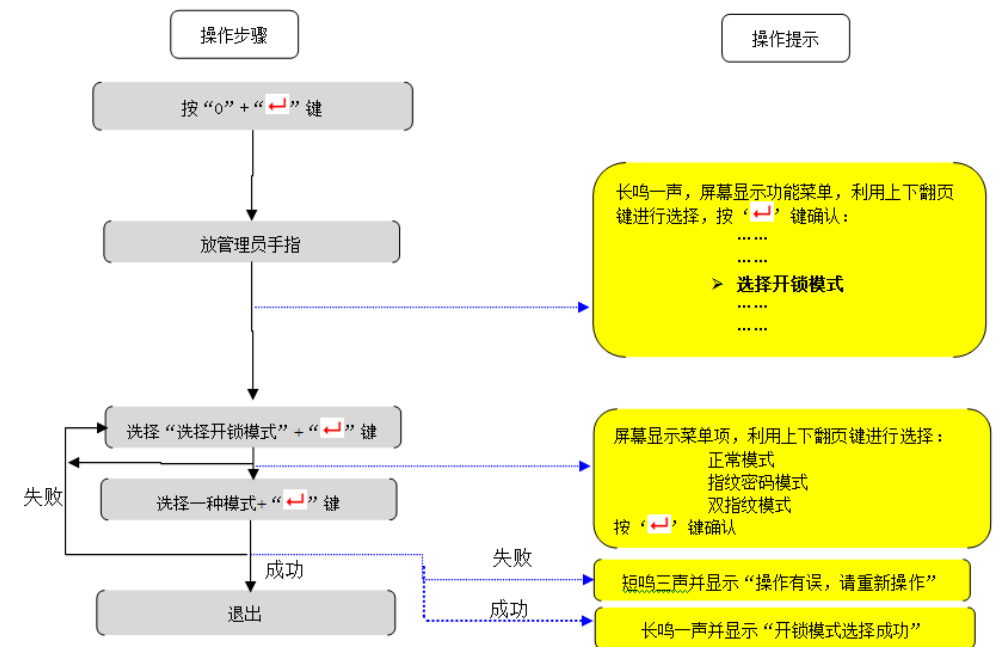 操作步骤
操作提示
按“0”+“↵”键
长鸣一声，屏幕显示功能菜单，利用上下翻页
键进行选择，按‘↵’键确认：
……
……
➢ 选择开锁模式
……
……
放管理员手指
选择“选择开锁模式”+“↵”键
屏幕显示菜单项，利用上下翻页键进行选择：
正常模式
指纹密码模式
双指纹模式
按‘↵’键确认
失败
选择一种模式+“↵”键
成功
失败
短鸣三声并显示“操作有误，请重新操作”
退出
成功
长鸣一声并显示“开锁模式选择成功”